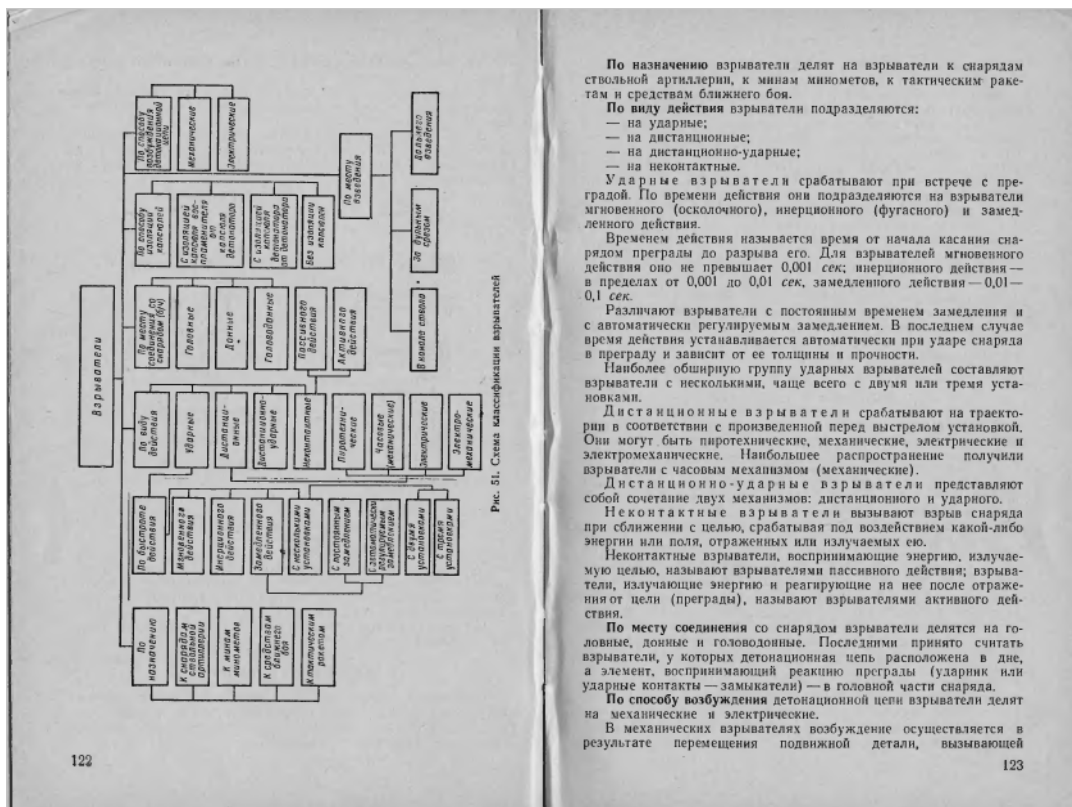 Взрыватели
По назначению
К снарядам
ствольной
артиллерии
К минам
минометов
К средствам
ближнего
боя
К тактическим
ракетам
По быстроте
действия
Мгновенного
действия
Инерционного
действия
Замедленного
действия
С несколькими
установками
С постоянным
замедлением
С автоматически
регулируемым
замедлением
С двумя
установками
С тремя
установками
По виду
действия
Ударные
Дистанци-
онные
Дистанционно-
ударные
Неконтактные
Пиротехни-
ческие
Часовые
(механические)
Электрические
Электро-
механические
По месту
соединения со
снарядом (б/ч)
Головные
Донные
Головодонные
Пассивного
действия
Активного
действия
По способу
изоляции
капсюлей
С изоляцией
капсюля вос-
пламенителя
от
капсюля
детонатора
С изоляцией
капсюля
детонатора
от детонатора
Без изоляции
капсюлей
По способу
возбуждения
детонационной
цепи
Механические
Электрические
По месту
взведения
В канале ствола
За дульным
срезом
Дальнего
взведения
Рис. 51. Схема классификации взрывателей
122
По назначению взрыватели делят на взрыватели к снарядам
ствольной артиллерии, к минам минометов, к тактическим раке-
там и средствам ближнего боя.
По виду действия взрыватели подразделяются:
— на ударные;
— на дистанционные;
— на дистанционно-ударные;
— на неконтактные.
Ударные взрыватели срабатывают при встрече с пре-
градой. По времени действия они подразделяются на взрыватели
мгновенного (осколочного), инерционного (фугасного) и замед-
ленного действия.
Временем действия называется время от начала касания сна-
рядом преграды до разрыва его. Для взрывателей мгновенного
действия оно не превышает 0,001 сек; инерционного действия —
в пределах от 0,001 до 0,01 сек, замедленного действия — 0,01—
0,1 сек.
Различают взрыватели с постоянным временем замедления и
с автоматически регулируемым замедлением. В последнем случае
время действия устанавливается автоматически при ударе снаряда
в преграду и зависит от ее толщины и прочности.
Наиболее обширную группу ударных взрывателей составляют
взрыватели с несколькими, чаще всего с двумя или тремя уста-
новками.
Дистанционные взрыватели срабатывают на траекто-
рии в соответствии с произведенной перед выстрелом установкой.
Они могут быть пиротехнические, механические, электрические и
электромеханические. Наибольшее распространение получили
взрыватели с часовым механизмом (механические).
Дистанционно-ударные взрыватели представляют
собой сочетание двух механизмов: дистанционного и ударного.
Неконтактные взрыватели вызывают взрыв снаряда
при сближении с целью, срабатывая под воздействием какой-либо
энергии или поля, отраженных или излучаемых ею.
Неконтактные взрыватели, воспринимающие энергию, излучае-
мую целью, называют взрывателями пассивного действия; взрыва-
тели, излучающие энергию и реагирующие на нее после отраже-
ния от цели (преграды), называют взрывателями активного дей-
ствия.
По месту соединения со снарядом взрыватели делятся на го-
ловные, донные и головодонные. Последними принято считать
взрыватели, у которых детонационная цепь расположена в дне,
а элемент, воспринимающий реакцию преграды (ударник или
ударные контакты — замыкатели) — в головной части снаряда.
По способу возбуждения детонационной цепи взрыватели делят
на механические и электрические.
В механических взрывателях возбуждение осуществляется в
результате перемещения подвижной детали, вызывающей
123